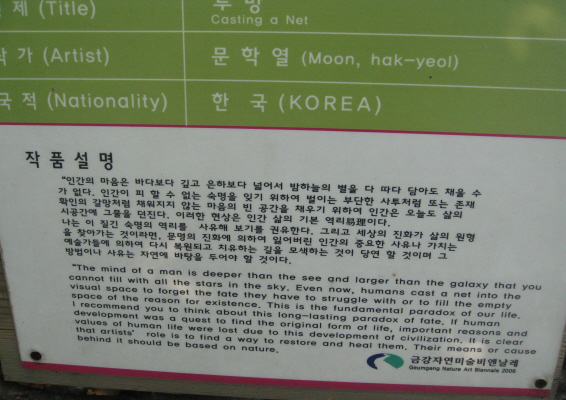 제 (Title)
투 망
Casting a Net
작 가 (Artist)
문 학 열 (Moon, hak-yeol)
국 적 (Nationality)
한 국 (KOREA)
작품설명
"인간의 마음은 바다보다 깊고 은하보다 넓어서 밤하늘의 별을 다 따다 담아도 채울 수
가 없다. 인간이 피 할 수 없는 숙명을 잊기 위하여 벌이는 부단한 사투처럼 또는 존재
확인의 갈망처럼 채워지지 않는 마음의 빈 공간을 채우기 위하여 인간은 오늘도 삶의
시공간에 그물을 던진다. 이러한 현상은 인간 삶의 기본 역리易理이다.
나는 이 질긴 숙명의 역리를 사유해 보기를 권유한다. 그리고 세상의 진화가 삶의 원형
을 찾아가는 것이라면, 문명의 진화에 의하여 잃어버린 인간의 중요한 사유나 가치는
예술가들에 의하여 다시 복원되고 치유하는 길을 모색하는 것이 당연 할 것이며 그
방법이나 사유는 자연에 바탕을 두어야 할 것이다.
"The mind of a man is deeper than the see and larger than the galaxy that you
cannot fill with all the stars in the sky. Even now, humans cast a net into the
visual space to forget the fate they have to struggle with or to fill the empty
space of the reason for existence. This is the fundamental paradox of our life.
I recommend you to think about this long-lasting paradox of fate. If human
development was a quest to find the original form of life, important reasons and
values of human life were lost due to this development of civilization. It is clear
that artists' role is to find a way to restore and heal them. Their means or cause
behind it should be based on nature.
금강자연미술비엔날레
Geumgang Nature Art Biennale 2006